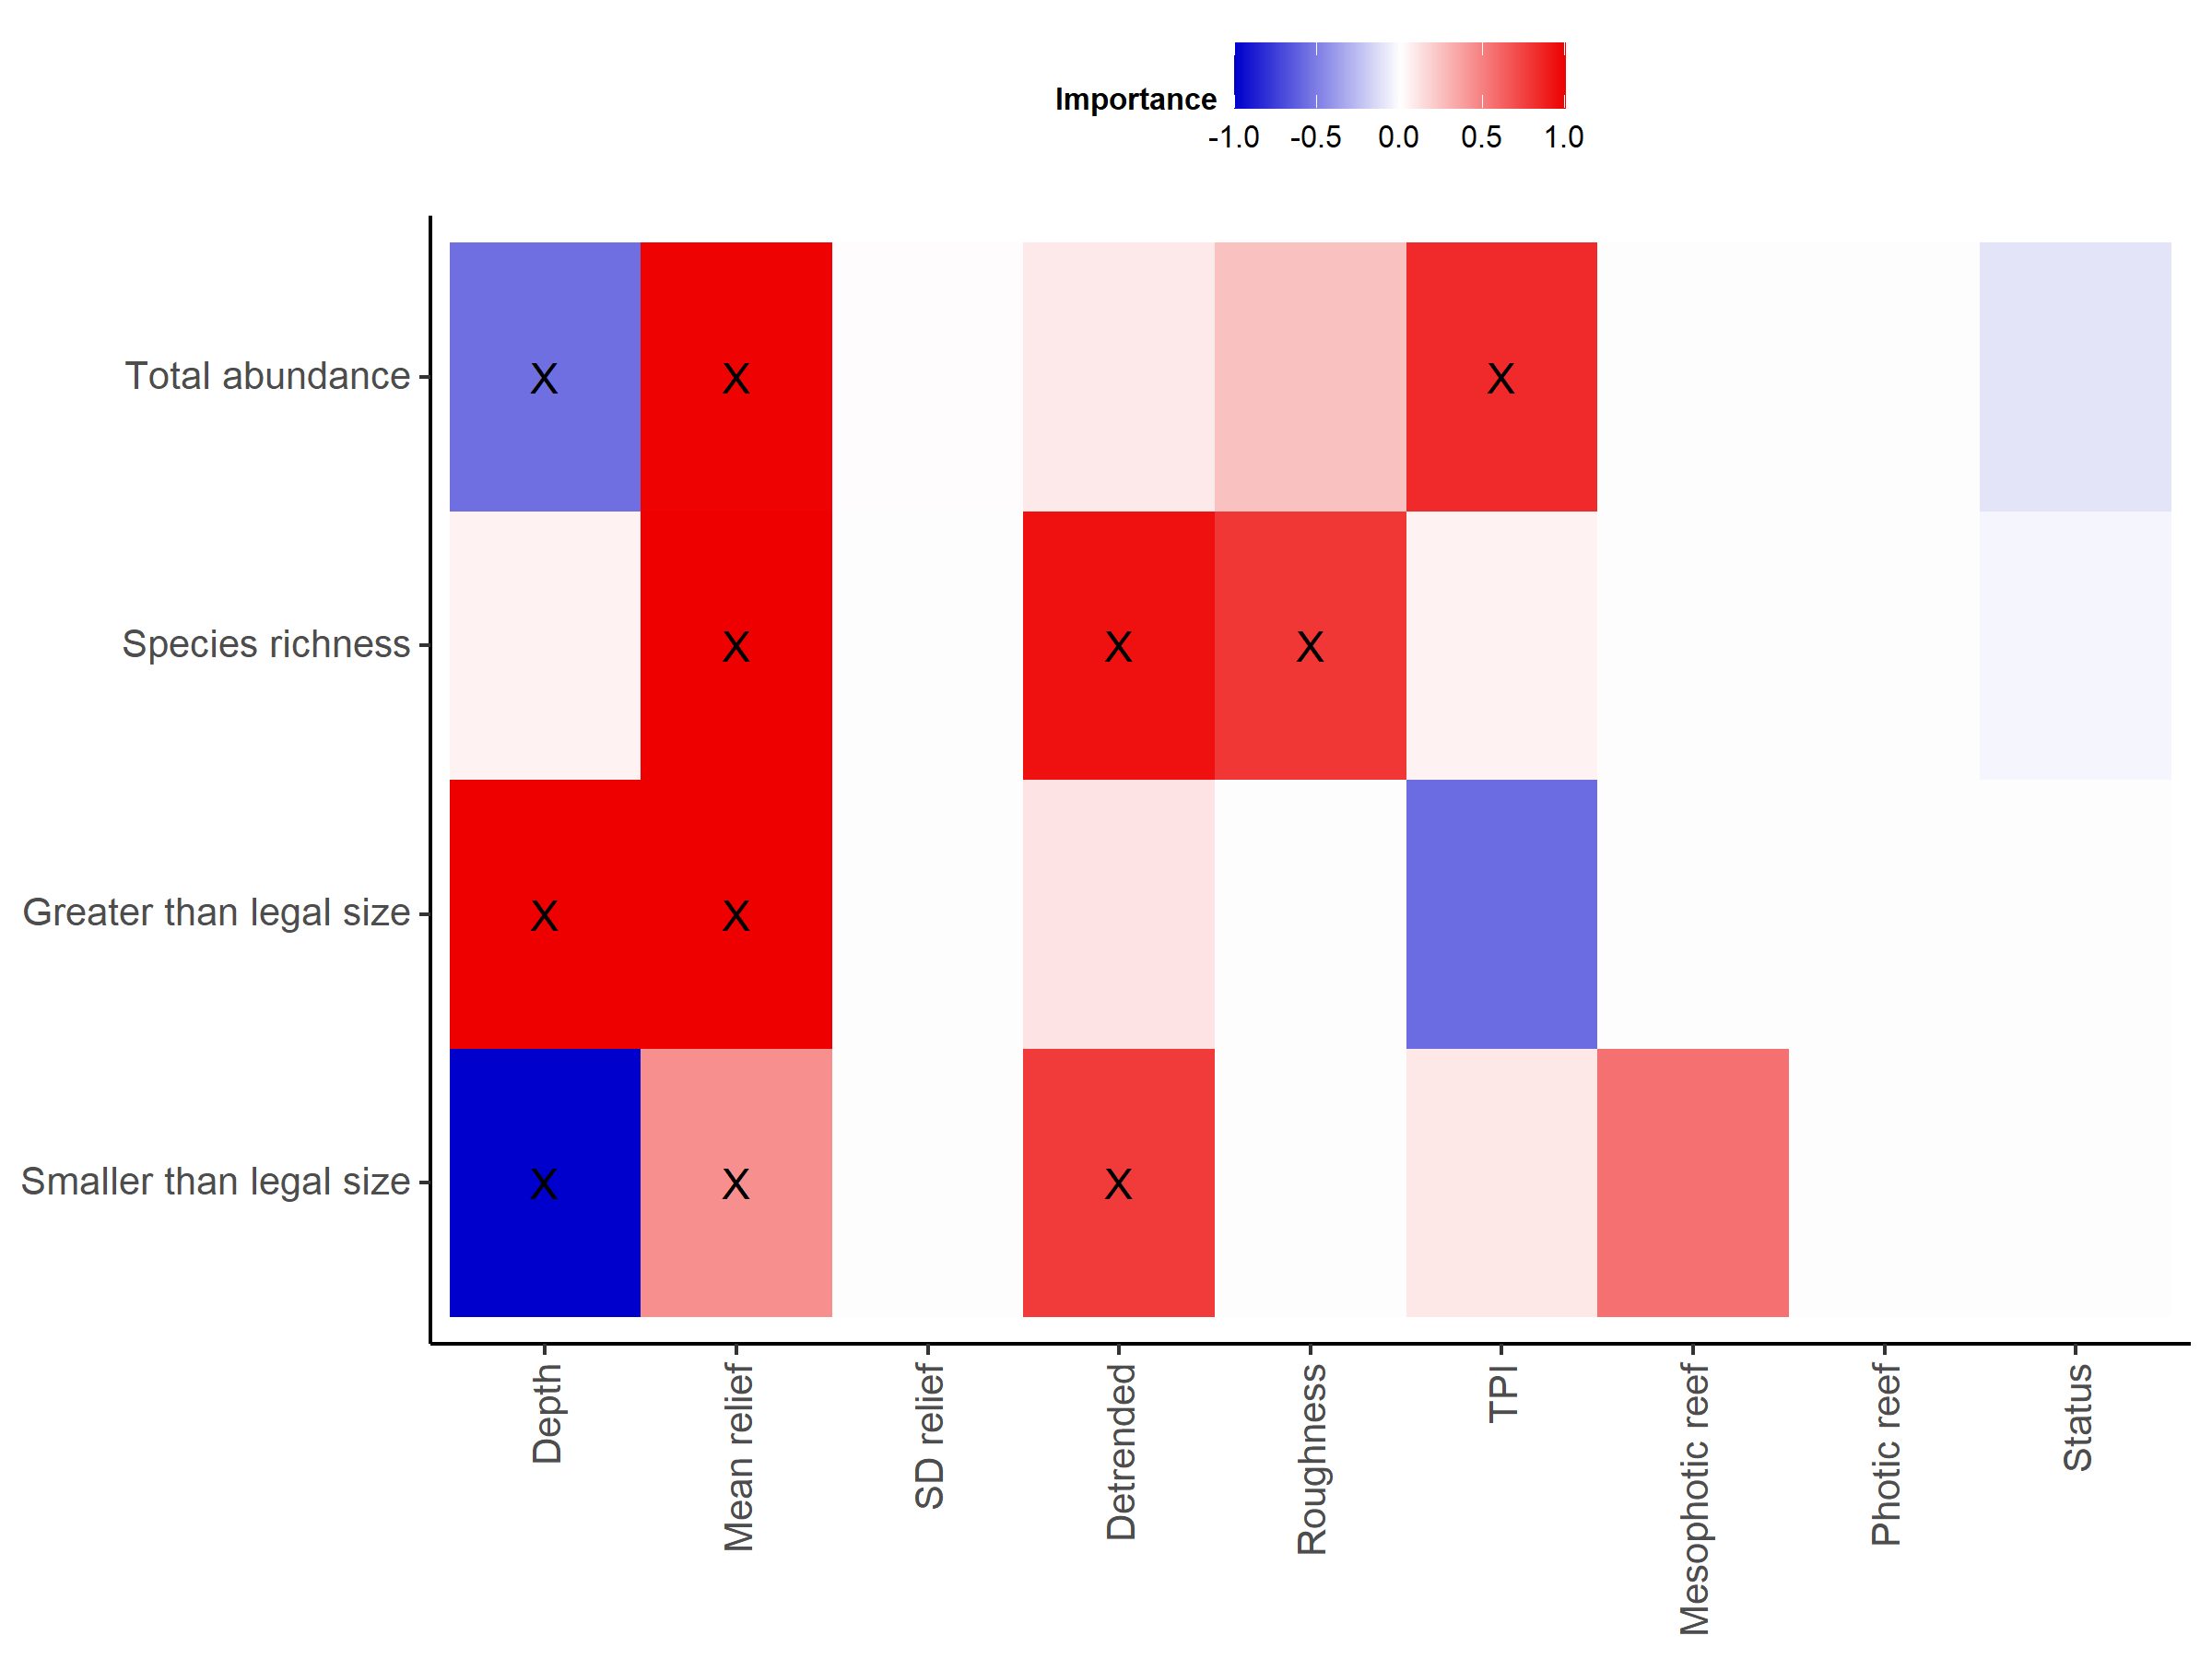 Importance
-1.0 -0.5 0.0 0.5 1.0
Total abundance X X X
Species richness X X X
Greater than legal size X X
Smaller than legal size X X X
Depth
Mean relief
SD relief
Detrended
Roughness
TPI
Mesophotic reef
Photic reef
Status